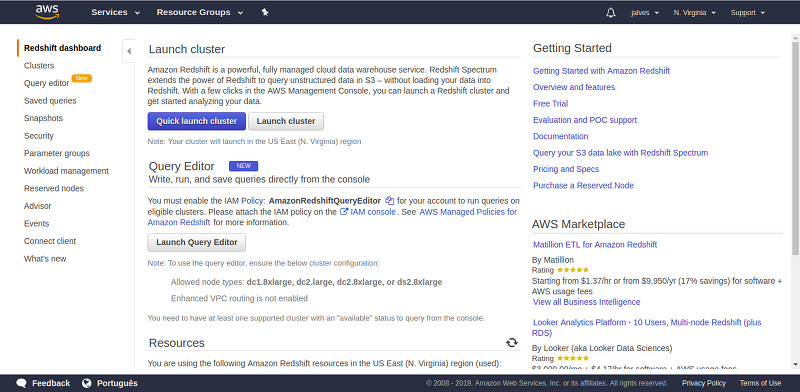 aws
Services
Resource Groups
jalves
N. Virginia
Support
Redshift dashboard
Clusters
Query editor New
Saved queries
Snapshots
Security
Parameter groups
Workload management
Reserved nodes
Advisor
Events
Connect client
What's new
Launch cluster
Amazon Redshift is a powerful, fully managed cloud data warehouse service. Redshift Spectrum
extends the power of Redshift to query unstructured data in S3 – without loading your data into
Redshift. With a few clicks in the AWS Management Console, you can launch a Redshift cluster and
get started analyzing your data.
Quick launch cluster
Launch cluster
Note: Your cluster will launch in the US East (N. Virginia) region
Query Editor NEW
Write, run, and save queries directly from the console
You must enable the IAM Policy: AmazonRedshiftQueryEditor for your account to run queries on
eligible clusters. Please attach the IAM policy on the IAM console. See AWS Managed Policies for
Amazon Redshift for more information.
Launch Query Editor
Note: To use the query editor, ensure the below cluster configuration:
Allowed node types: dc1.8xlarge, dc2.large, dc2.8xlarge, or ds2.8xlarge
Enhanced VPC routing is not enabled
You need to have at least one supported cluster with an "available" status to query from the console.
Resources
You are using the following Amazon Redshift resources in the US East (N. Virginia) region (used):
Getting Started
Getting Started with Amazon Redshift
Overview and features
Free Trial
Evaluation and POC support
Documentation
Query your S3 data lake with Redshift Spectrum
Pricing and Specs
Purchase a Reserved Node
AWS Marketplace
Matillion ETL for Amazon Redshift
By Matillion
Rating
Starting from $1.37/hr or from $9,950/yr (17% savings) for software +
AWS usage fees
View all Business Intelligence
Looker Analytics Platform - 10 Users, Multi-node Redshift (plus
RDS)
By Looker (aka Looker Data Sciences)
Rating
$3,000.00/mo + $4.17/hr for software + AWS usage fees
Feedback
Português
© 2008 - 2019, Amazon Web Services, Inc. or its affiliates. All rights reserved.
Privacy Policy
Terms of Use